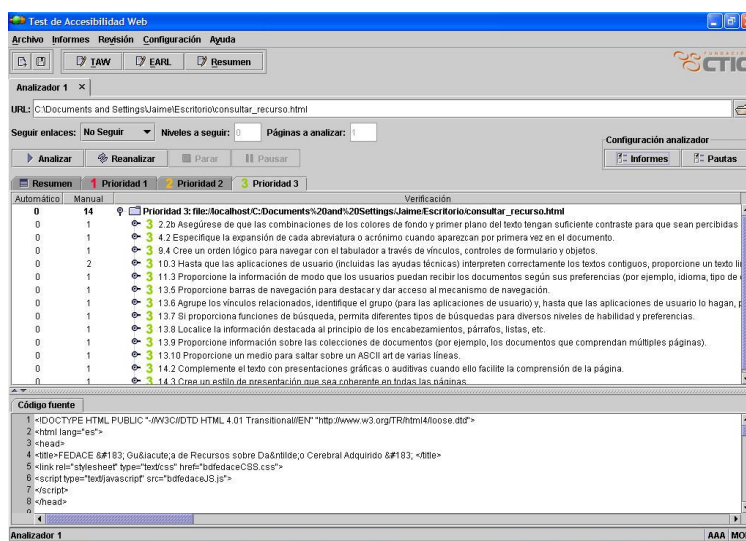 Test de Accesibilidad Web
Archivo Informes Revisión Configuración Ayuda
TAW EARL Resumen
FUNDACIÓ
CTIC
Analizador 1 ×
URL: C:\Documents and Settings\Jaime\Escritorio\consultar_recurso.html
Seguir enlaces: No Seguir Niveles a seguir: 0 Páginas a analizar: 1
Configuración analizador
Analizar Reanalizar Parar Pausar Informes Pautas
Resumen 1 Prioridad 1 2 Prioridad 2 3 Prioridad 3
Automático Manual Verificación
0 14 Prioridad 3: file://localhost/C:/Documents%20and%20Settings/Jaime/Escritorio/consultar_recurso.html
0 1 3 2.2b Asegúrese de que las combinaciones de los colores de fondo y primer plano del texto tengan suficiente contraste para que sean percibidas
0 1 3 4.2 Especifique la expansión de cada abreviatura o acrónimo cuando aparezcan por primera vez en el documento.
0 1 3 9.4 Cree un orden lógico para navegar con el tabulador a través de vínculos, controles de formulario y objetos.
0 2 3 10.3 Hasta que las aplicaciones de usuario (incluidas las ayudas técnicas) interpreten correctamente los textos contiguos, proporcione un texto li
0 1 3 11.3 Proporcione la información de modo que los usuarios puedan recibir los documentos según sus preferencias (por ejemplo, idioma, tipo de
0 1 3 13.5 Proporcione barras de navegación para destacar y dar acceso al mecanismo de navegación.
0 1 3 13.6 Agrupe los vínculos relacionados, identifique el grupo (para las aplicaciones de usuario) y, hasta que las aplicaciones de usuario lo hagan, p
0 1 3 13.7 Si proporciona funciones de búsqueda, permita diferentes tipos de búsquedas para diversos niveles de habilidad y preferencias.
0 1 3 13.8 Localice la información destacada al principio de los encabezamientos, párrafos, listas, etc.
0 1 3 13.9 Proporcione información sobre las colecciones de documentos (por ejemplo, los documentos que comprendan múltiples páginas).
0 1 3 13.10 Proporcione un medio para saltar sobre un ASCII art de varias líneas.
0 1 3 14.2 Complemente el texto con presentaciones gráficas o auditivas cuando ello facilite la comprensión de la página.
0 1 3 14.3 Cree un estilo de presentación que sea coherente en todas las páginas.
Código fuente
1 <!DOCTYPE HTML PUBLIC "-//W3C//DTD HTML 4.01 Transitional//EN" "http://www.w3.org/TR/html4/loose.dtd">
2 <html lang="es">
3 <head>
4 <title>FEDACE &#183; Gu&iacute;a de Recursos sobre Da&ntilde;o Cerebral Adquirido &#183; </title>
5 <link rel="stylesheet" type="text/css" href="bdfedaceCSS.css">
6 <script type="text/javascript" src="bdfedaceJS.js">
7 </script>
8 </head>
9
Analizador 1 AAA MO